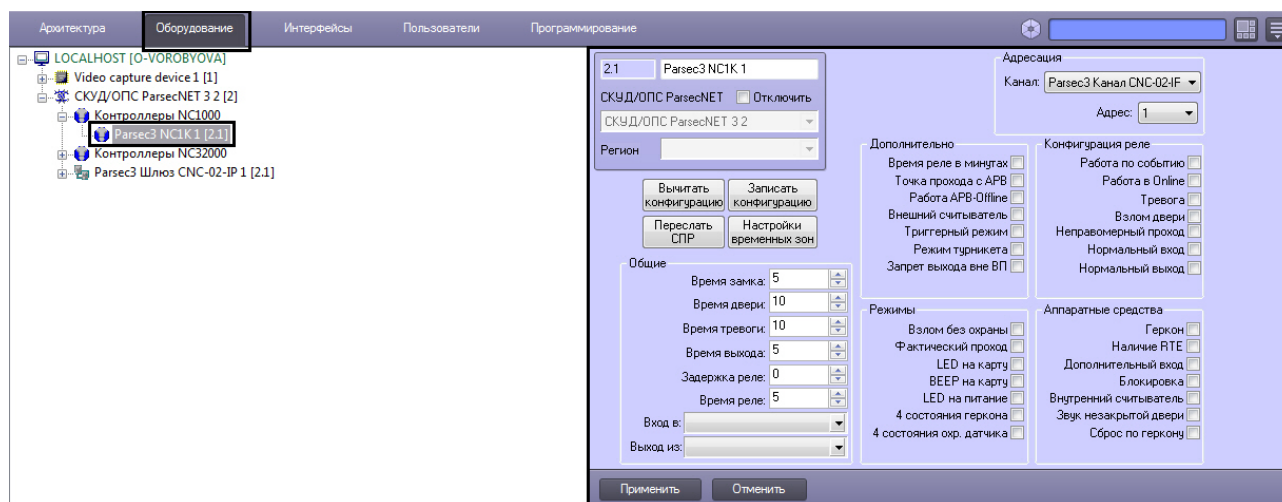 Архитектура Оборудование Интерфейсы Пользователи Программирование
LOCALHOST [O-VOROBYOVA]
Video capture device 1 [1]
СКУД/ОПС ParsecNET 3 2 [2]
Контроллеры NC1000
Parsec3 NC1K 1 [2.1]
Контроллеры NC32000
Parsec3 Шлюз CNC-02-IP 1 [2.1]
2.1 Parsec3 NC1K 1
СКУД/ОПС ParsecNET Отключить
СКУД/ОПС ParsecNET 3 2
Регион
Вычитать конфигурацию
Записать конфигурацию
Переслать СПР
Настройки временных зон
Общие
Время замка: 5
Время двери: 10
Время тревоги: 10
Время выхода: 5
Задержка реле: 0
Время реле: 5
Вход в:
Выход из:
Адресация
Канал: Parsec3 Канал CNC-02-IF
Адрес: 1
Дополнительно
Время реле в минутах
Точка прохода с APB
Работа APB-Offline
Внешний считыватель
Триггерный режим
Режим турникета
Запрет выхода вне ВП
Конфигурация реле
Работа по событию
Работа в Online
Тревога
Взлом двери
Неправомерный проход
Нормальный вход
Нормальный выход
Режимы
Взлом без охраны
Фактический проход
LED на карту
BEEP на карту
LED на питание
4 состояния геркона
4 состояния охр. датчика
Аппаратные средства
Геркон
Наличие RTE
Дополнительный вход
Блокировка
Внутренний считыватель
Звук незакрытой двери
Сброс по геркону
Применить Отменить